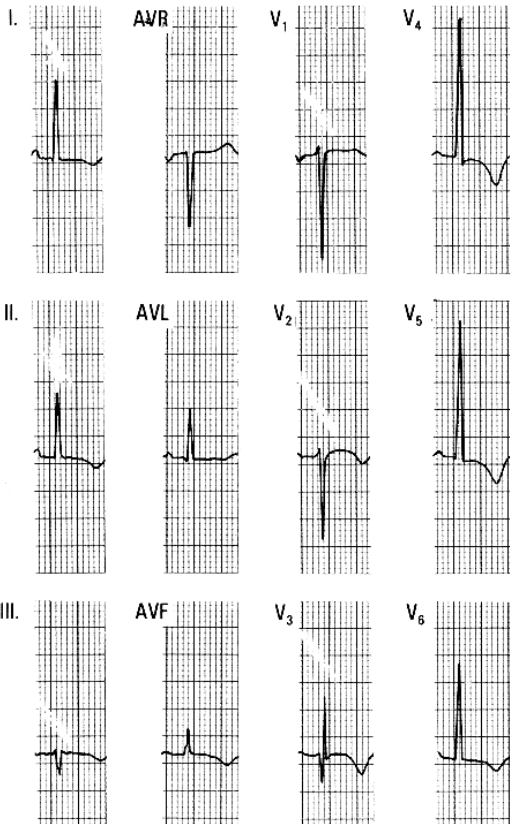 I. AVR V₁ V₄
II. AVL V₂ V₅
III. AVF V₃ V₆